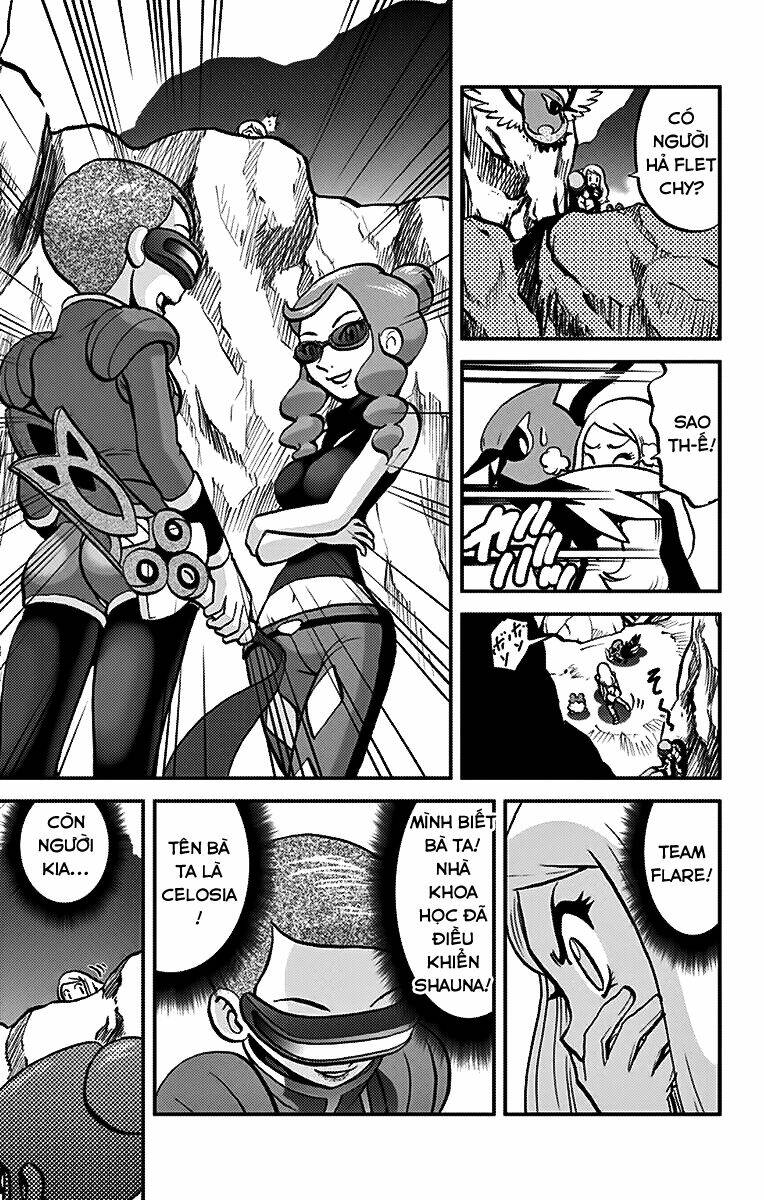 CÓ
NGƯỜI
HẢ FLET
CHY?
SAO
TH-Ế!
TEAM
FLARE!
MÌNH BIẾT
BÀ TA!
NHÀ
KHOA
HỌC ĐÃ
ĐIỀU
KHIỂN
SHAUNA!
TÊN BÀ
TA LÀ
CELOSIA
!
CÒN
NGƯỜI
KIA...